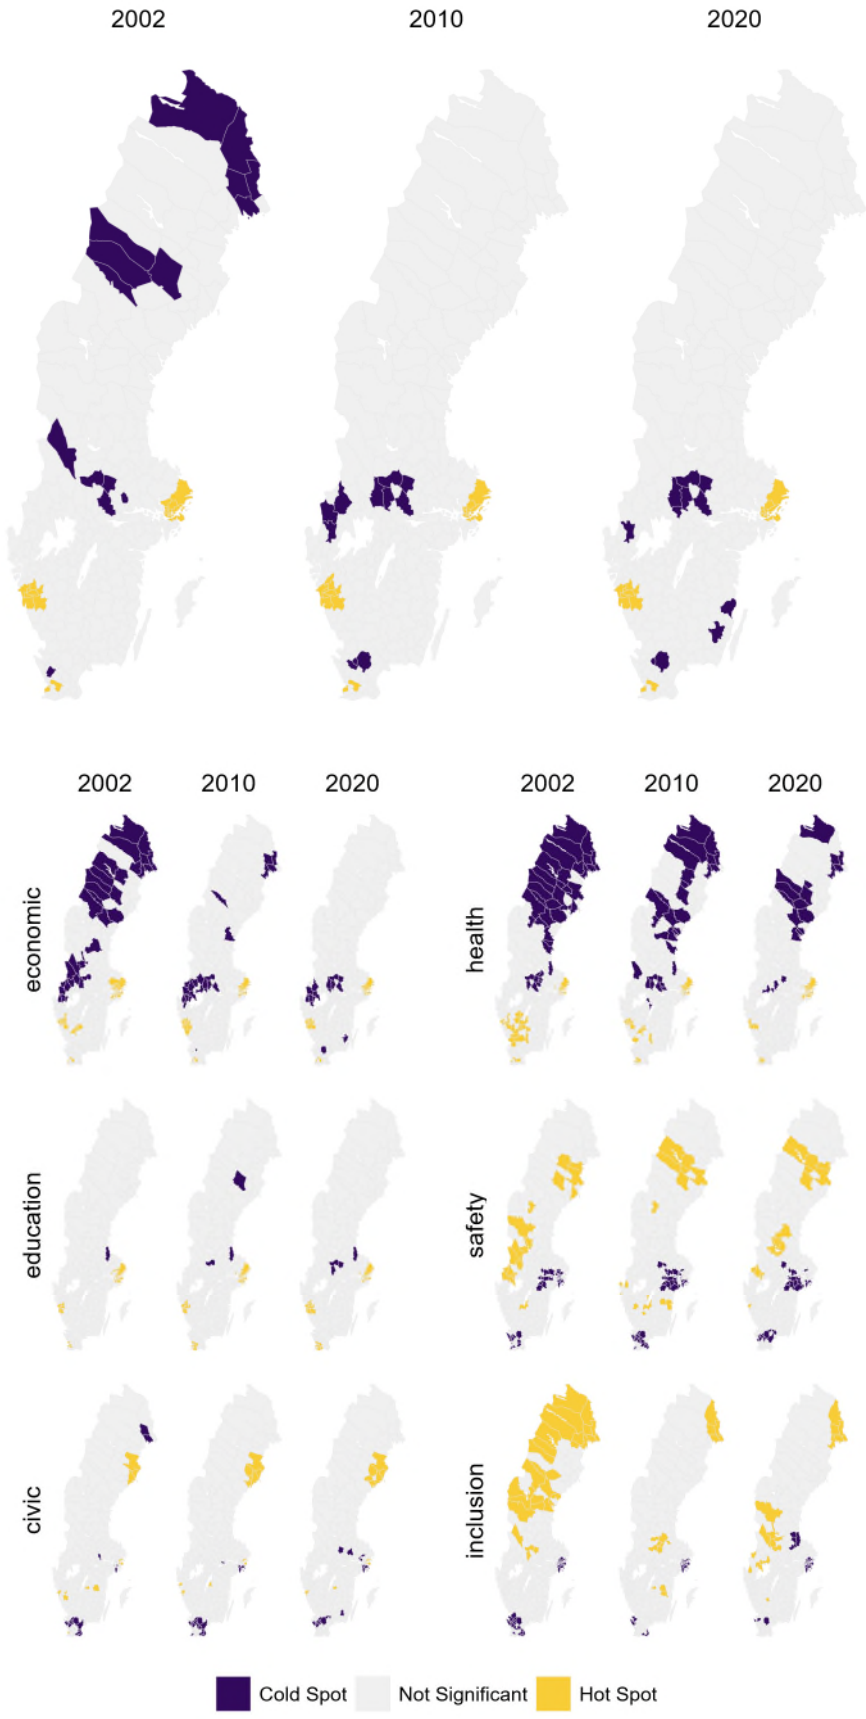 2002 2010 2020
2002 2010 2020 2002 2010 2020
economic health
education safety
civic inclusion
Cold Spot Not Significant Hot Spot